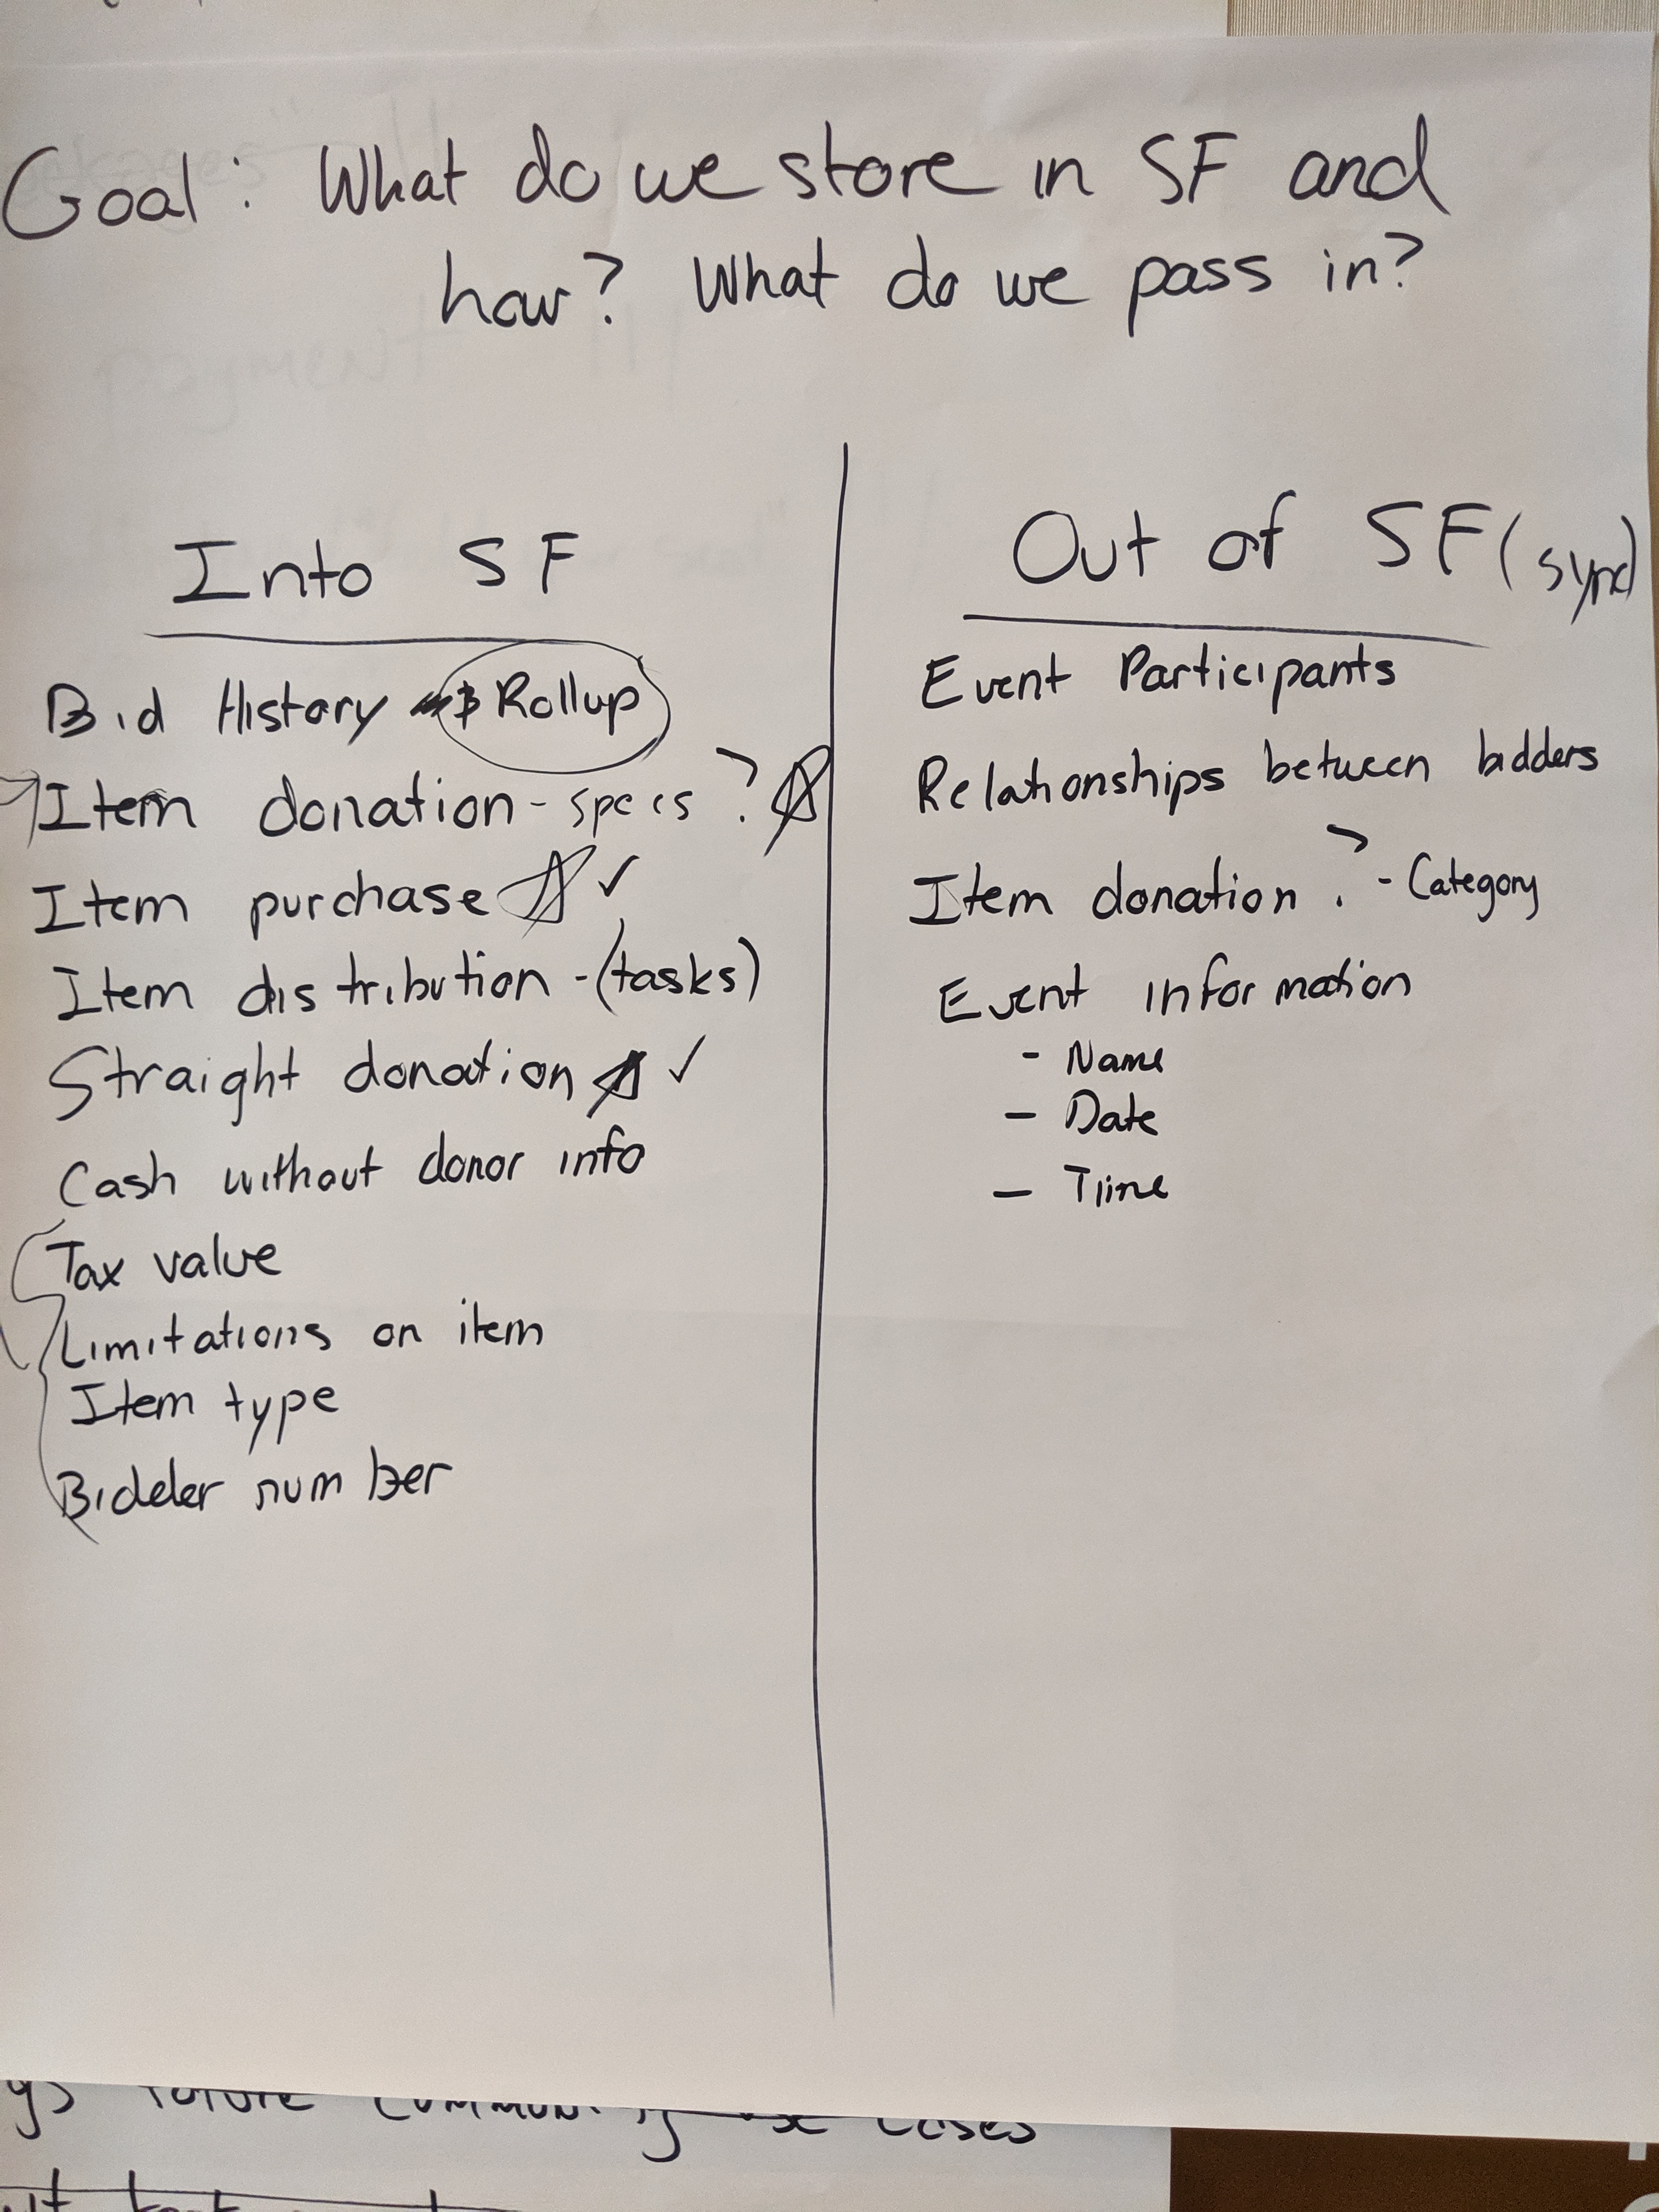 Goal: What do we store in SF and
how? What do we pass in?
Into SF
Bid History $ Rollup
Item donation - specs ?
Item purchase ✓
Item distribution - (tasks)
Straight donation ✓
Cash without donor info
Tax value
Limitations on item
Item type
Bidder number
Out of SF (sync)
Event Participants
Relationships between bidders
Item donation ? - Category
Event information
- Name
- Date
- Time
future community use cases